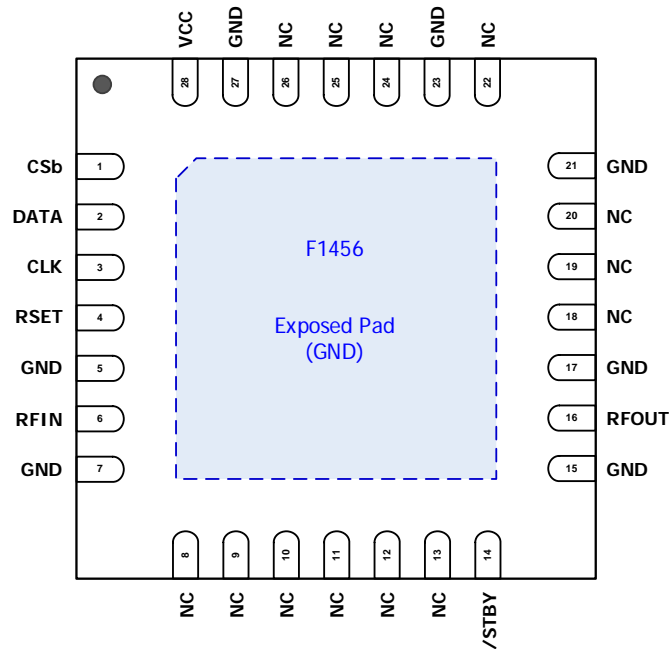 VCC GND NC NC NC GND NC
28 27 26 25 24 23 22
CSb 1 21 GND
DATA 2 20 NC
CLK 3 19 NC
RSET 4 18 NC
GND 5 17 GND
RFIN 6 16 RFOUT
GND 7 15 GND
F1456
Exposed Pad
(GND)
8 9 10 11 12 13 14
NC NC NC NC NC NC /STBY